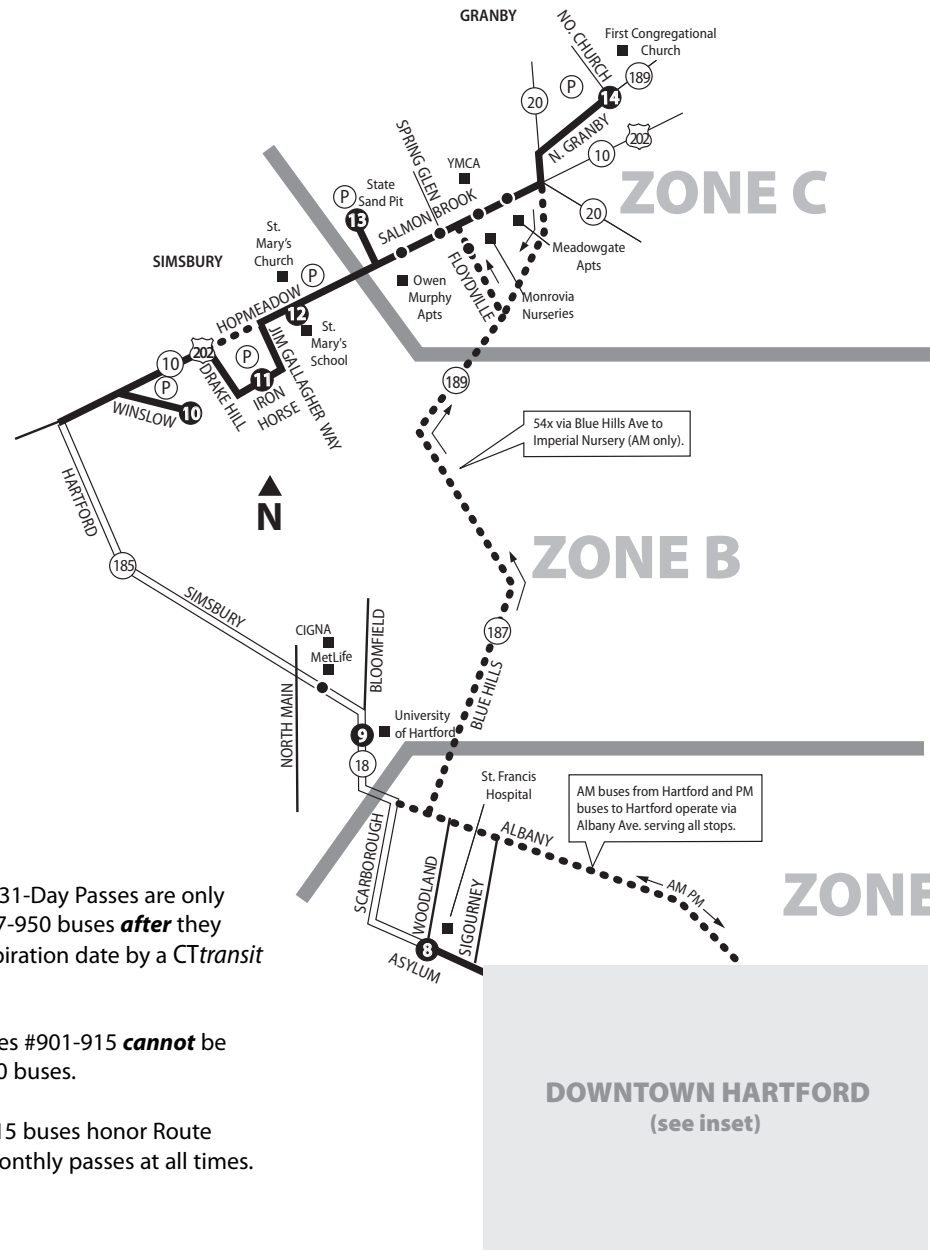 GRANBY
NO. CHURCH
First Congregational
Church
189
P
14
20
N. GRANBY
202
10
SPRING GLEN
YMCA
ZONE C
State
Sand Pit
P
13
SALMON BROOK
20
St.
Mary's
Church
SIMSBURY
P
Meadowgate
Apts
FLOYDVILLE
Owen
Murphy
Apts
Monrovia
Nurseries
HOPMEADOW
12
St.
Mary's
School
202
P
10
P
11
JIM GALLAGHER WAY
DRAKE HILL
IRON
HORSE
WINSLOW
10
189
54x via Blue Hills Ave to
Imperial Nursery (AM only).
HARTFORD
N
ZONE B
185
SIMSBURY
CIGNA
MetLife
BLOOMFIELD
187
BLUE HILLS
NORTH MAIN
University
of Hartford
9
18
St. Francis
Hospital
AM buses from Hartford and PM
buses to Hartford operate via
Albany Ave. serving all stops.
ALBANY
SCARBOROUGH
WOODLAND
SIGOURNEY
AM PM
ZONE
8
ASYLUM
31-Day Passes are only
7-950 buses after they
piration date by a CTtransit
es #901-915 cannot be
0 buses.
15 buses honor Route
onthly passes at all times.
DOWNTOWN HARTFORD
(see inset)